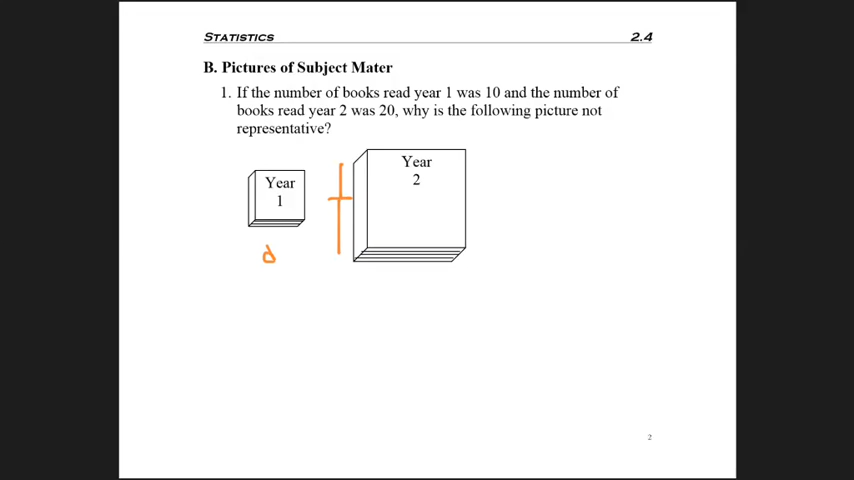 STATISTICS 2.4
B. Pictures of Subject Mater
1. If the number of books read year 1 was 10 and the number of
books read year 2 was 20, why is the following picture not
representative?
Year
1
Year
2
d
2